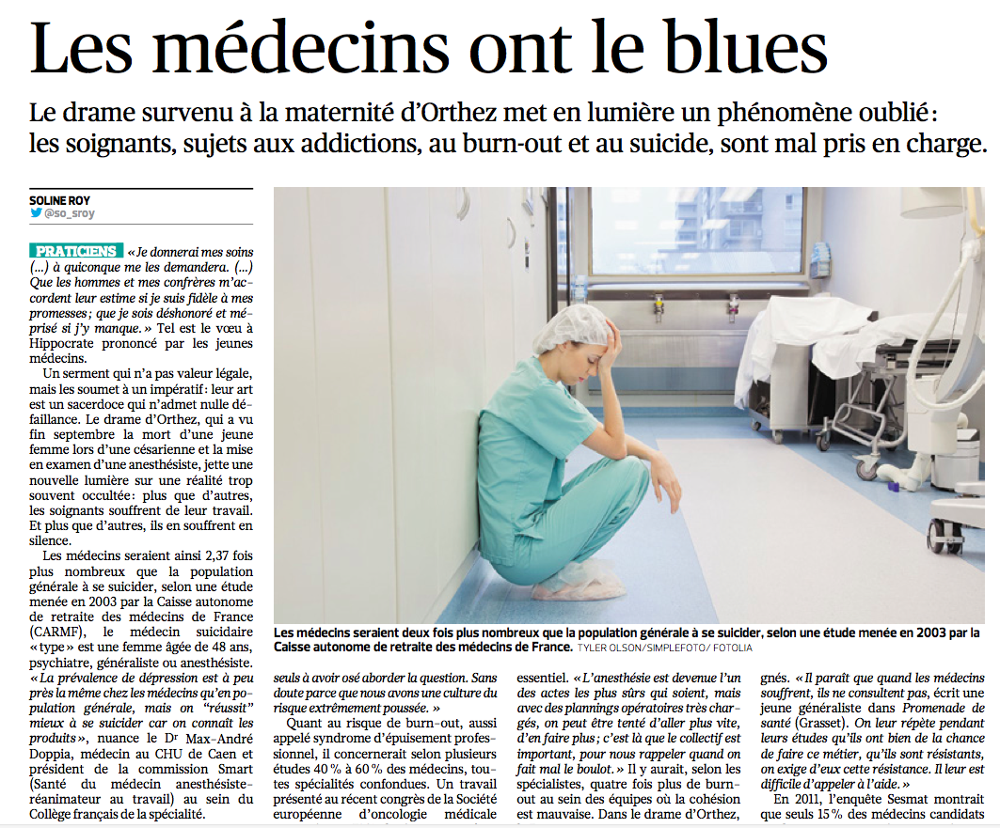 Les médecins ont le blues
Le drame survenu à la maternité d’Orthez met en lumière un phénomène oublié :
les soignants, sujets aux addictions, au burn-out et au suicide, sont mal pris en charge.
SOLINE ROY
@so_sroy
PRATICIENS « Je donnerai mes soins
(...) à quiconque me les demandera. (...)
Que les hommes et mes confrères m’ac-
cordent leur estime si je suis fidèle à mes
promesses ; que je sois déshonoré et mé-
prisé si j’y manque. » Tel est le vœu à
Hippocrate prononcé par les jeunes
médecins.
Un serment qui n’a pas valeur légale,
mais les soumet à un impératif : leur art
est un sacerdoce qui n’admet nulle dé-
faillance. Le drame d’Orthez, qui a vu
fin septembre la mort d’une jeune
femme lors d’une césarienne et la mise
en examen d’une anesthésiste, jette une
nouvelle lumière sur une réalité trop
souvent occultée : plus que d’autres,
les soignants souffrent de leur travail.
Et plus que d’autres, ils en souffrent en
silence.
Les médecins seraient ainsi 2,37 fois
plus nombreux que la population
générale à se suicider, selon une étude
menée en 2003 par la Caisse autonome
de retraite des médecins de France
(CARMF), le médecin suicidaire
« type » est une femme âgée de 48 ans,
psychiatre, généraliste ou anesthésiste.
« La prévalence de dépression est à peu
près la même chez les médecins qu’en po-
pulation générale, mais on “réussit”
mieux à se suicider car on connaît les
produits », nuance le Dr Max-André
Doppia, médecin au CHU de Caen et
président de la commission Smart
(Santé du médecin anesthésiste-
réanimateur au travail) au sein du
Collège français de la spécialité.
Les médecins seraient deux fois plus nombreux que la population générale à se suicider, selon une étude menée en 2003 par la
Caisse autonome de retraite des médecins de France. TYLER OLSON/SIMPLEFOTO/ FOTOLIA
seuls à avoir osé aborder la question. Sans
doute parce que nous avons une culture du
risque extrêmement poussée. »
Quant au risque de burn-out, aussi
appelé syndrome d’épuisement profes-
sionnel, il concernerait selon plusieurs
études 40 % à 60 % des médecins, tou-
tes spécialités confondues. Un travail
présenté au récent congrès de la Société
européenne d’oncologie médicale
essentiel. « L’anesthésie est devenue l’un
des actes les plus sûrs qui soient, mais
avec des plannings opératoires très char-
gés, on peut être tenté d’aller plus vite,
d’en faire plus ; c’est là que le collectif est
important, pour nous rappeler quand on
fait mal le boulot. » Il y aurait, selon les
spécialistes, quatre fois plus de burn-
out au sein des équipes où la cohésion
est mauvaise. Dans le drame d’Orthez,
gnés. « Il paraît que quand les médecins
souffrent, ils ne consultent pas, écrit une
jeune généraliste dans Promenade de
santé (Grasset). On leur répète pendant
leurs études qu’ils ont bien de la chance
de faire ce métier, qu’ils sont résistants,
on exige d’eux cette résistance. Il leur est
difficile d’appeler à l’aide. »
En 2011, l’enquête Sesmat montrait
que seuls 15 % des médecins candidats